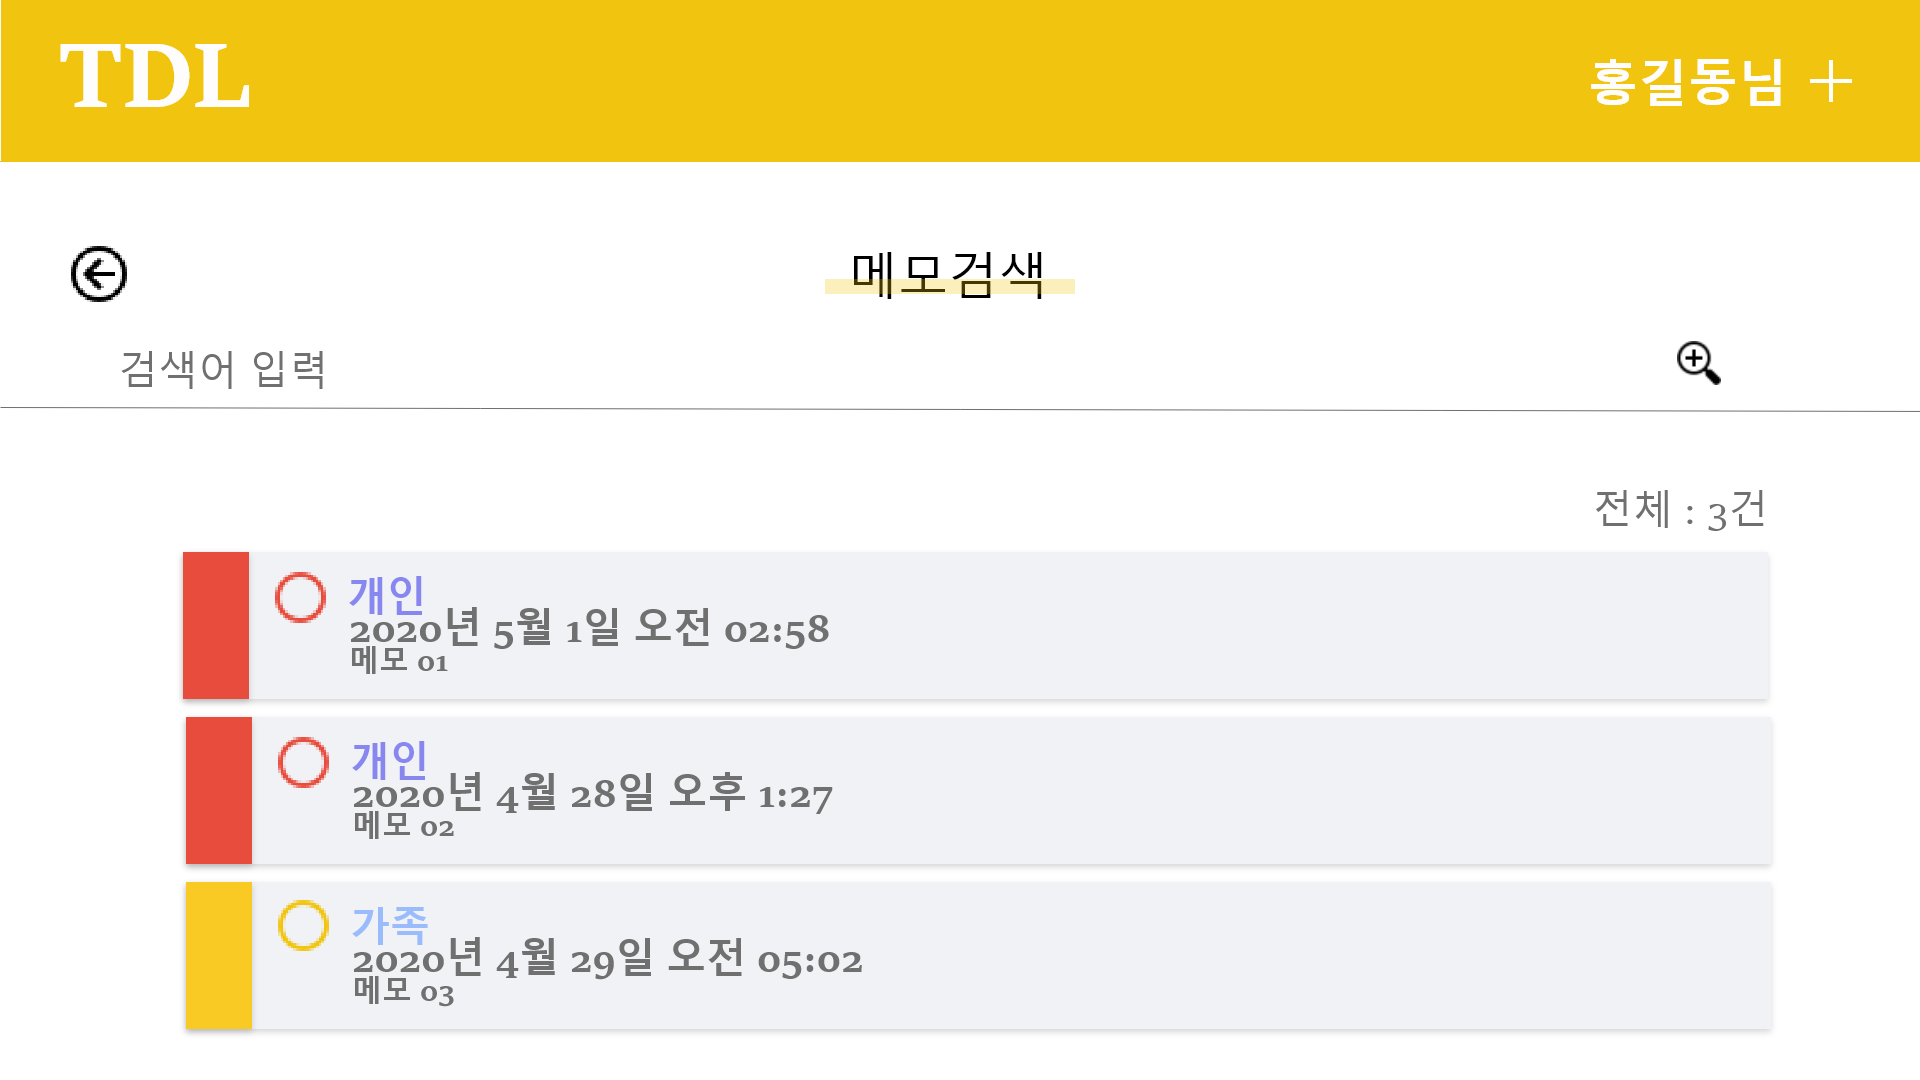 TDL
홍길동님 +
메모검색
검색어 입력
전체 : 3건
개인
2020년 5월 1일 오전 02:58
메모 01
개인
2020년 4월 28일 오후 1:27
메모 02
가족
2020년 4월 29일 오전 05:02
메모 03